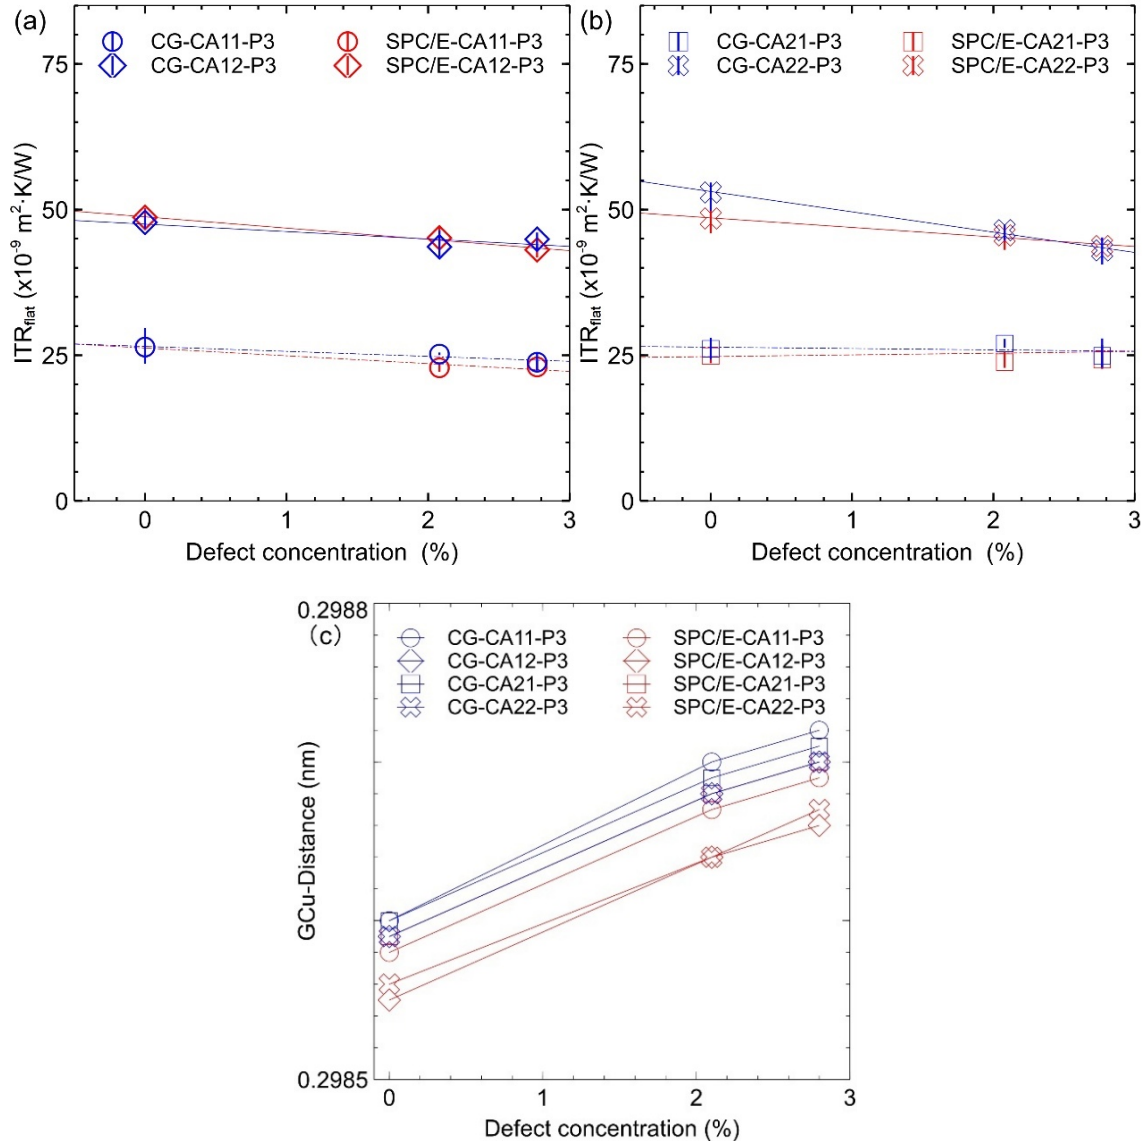 (a)
CG-CA11-P3
SPC/E-CA11-P3
CG-CA12-P3
SPC/E-CA12-P3
75
50
25
0
ITR_flat (x10⁻⁹ m²·K/W)
0 1 2 3
Defect concentration (%)
(b)
CG-CA21-P3
SPC/E-CA21-P3
CG-CA22-P3
SPC/E-CA22-P3
75
50
25
0
ITR_flat (x10⁻⁹ m²·K/W)
0 1 2 3
Defect concentration (%)
0.2988
(c)
CG-CA11-P3
SPC/E-CA11-P3
CG-CA12-P3
SPC/E-CA12-P3
CG-CA21-P3
SPC/E-CA21-P3
CG-CA22-P3
SPC/E-CA22-P3
GCu-Distance (nm)
0.2985
0 1 2 3
Defect concentration (%)